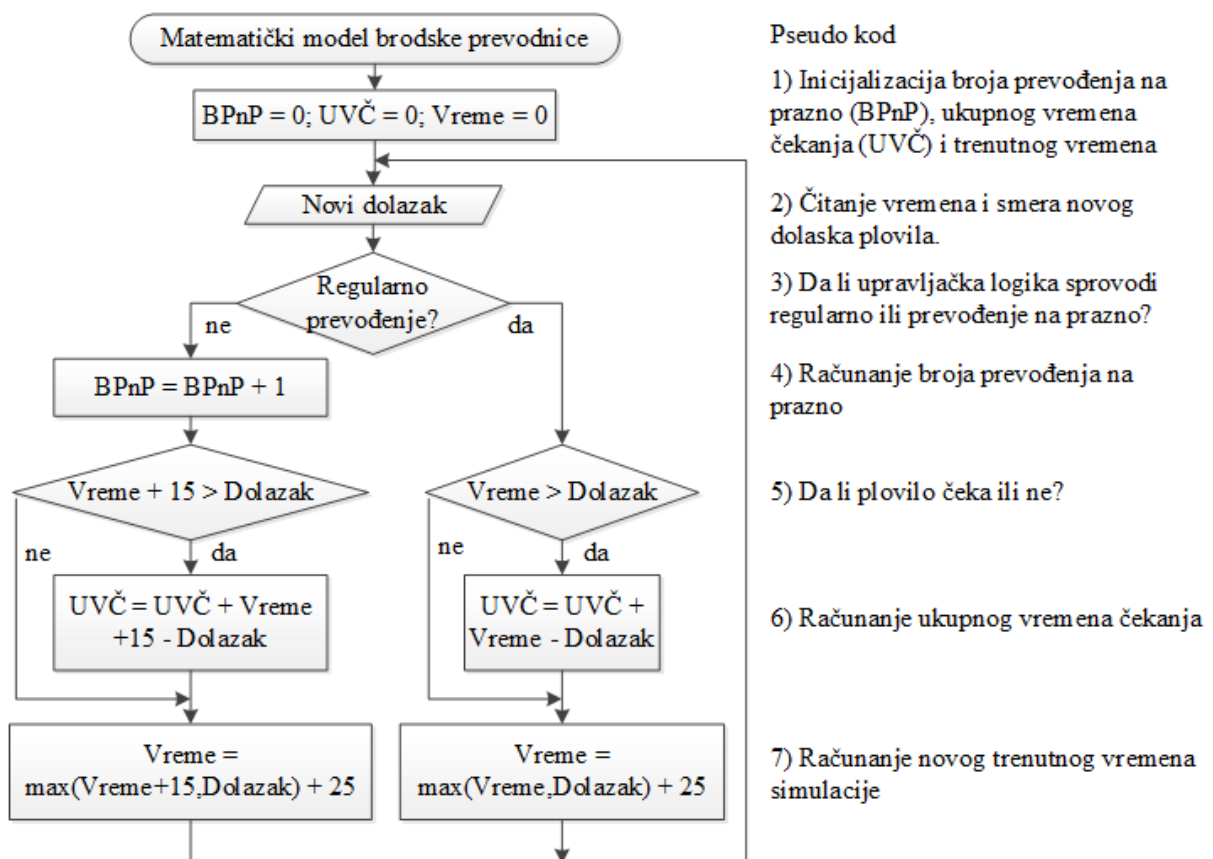 Matematički model brodske prevodnice
BPnP = 0; UVČ = 0; Vreme = 0
Novi dolazak
Regularno
prevođenje?
ne
da
BPnP = BPnP + 1
Vreme + 15 > Dolazak
Vreme > Dolazak
ne
da
ne
da
UVČ = UVČ + Vreme
+15 - Dolazak
UVČ = UVČ +
Vreme - Dolazak
Vreme =
max(Vreme+15,Dolazak) + 25
Vreme =
max(Vreme,Dolazak) + 25
Pseudo kod
1) Inicijalizacija broja prevođenja na
prazno (BPnP), ukupnog vremena
čekanja (UVČ) i trenutnog vremena
2) Čitanje vremena i smera novog
dolaska plovila.
3) Da li upravljačka logika sprovodi
regularno ili prevođenje na prazno?
4) Računanje broja prevođenja na
prazno
5) Da li plovilo čeka ili ne?
6) Računanje ukupnog vremena čekanja
7) Računanje novog trenutnog vremena
simulacije